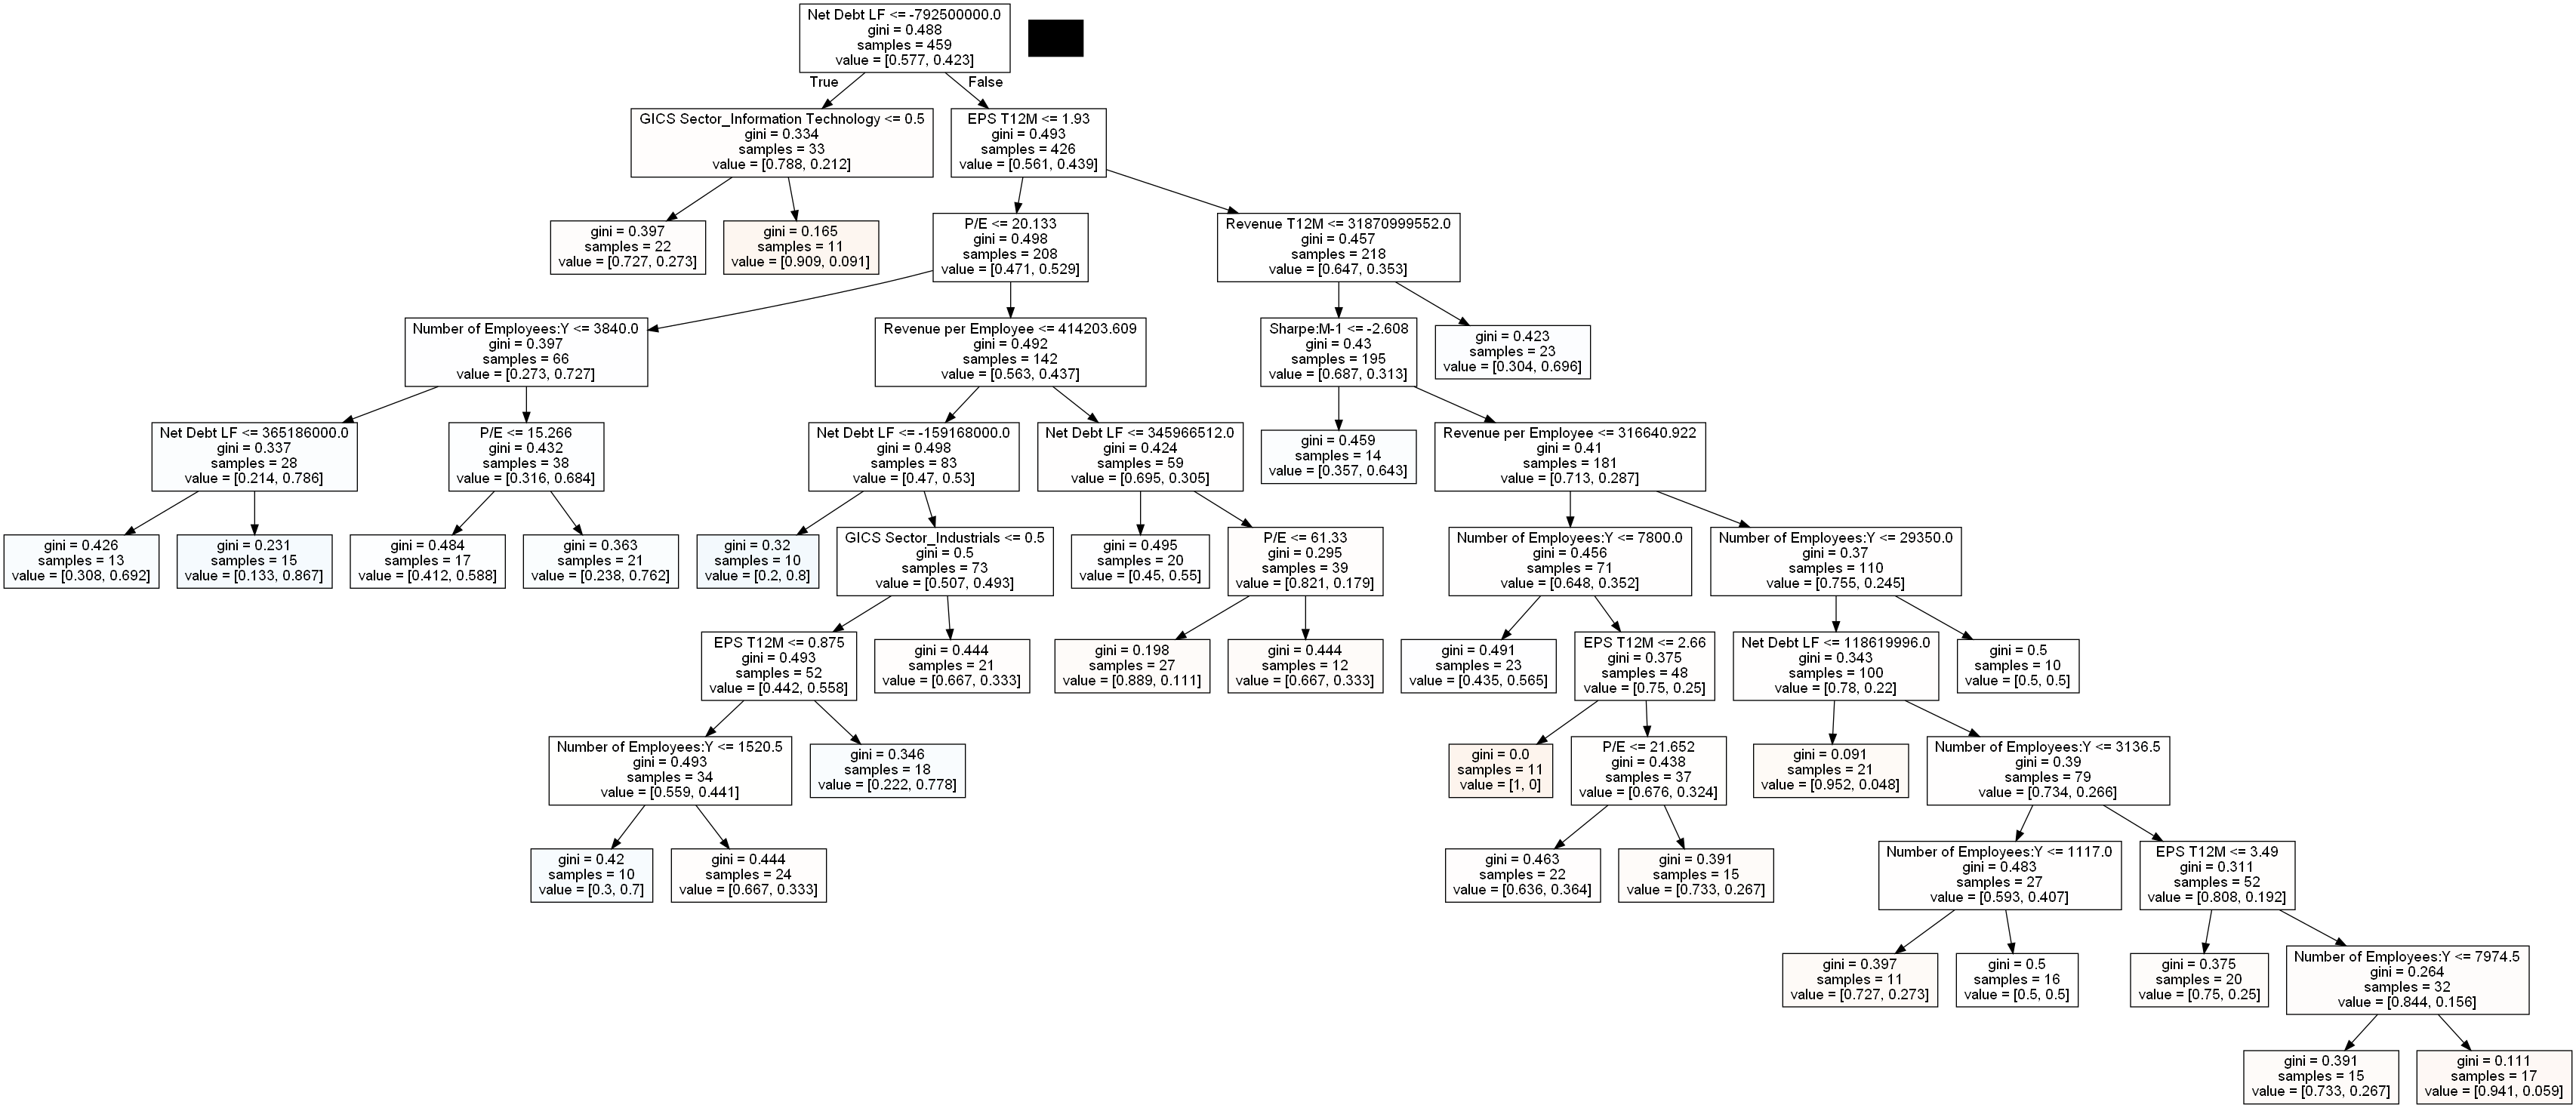 Net Debt LF <= -792500000.0
gini = 0.488
samples = 459
value = [0.577, 0.423]
True
False
GICS Sector_Information Technology <= 0.5
gini = 0.334
samples = 33
value = [0.788, 0.212]
EPS T12M <= 1.93
gini = 0.493
samples = 426
value = [0.561, 0.439]
gini = 0.397
samples = 22
value = [0.727, 0.273]
gini = 0.165
samples = 11
value = [0.909, 0.091]
P/E <= 20.133
gini = 0.498
samples = 208
value = [0.471, 0.529]
Revenue T12M <= 31870999552.0
gini = 0.457
samples = 218
value = [0.647, 0.353]
Number of Employees:Y <= 3840.0
gini = 0.397
samples = 66
value = [0.273, 0.727]
Revenue per Employee <= 414203.609
gini = 0.492
samples = 142
value = [0.563, 0.437]
Sharpe:M-1 <= -2.608
gini = 0.43
samples = 195
value = [0.687, 0.313]
gini = 0.423
samples = 23
value = [0.304, 0.696]
Net Debt LF <= 365186000.0
gini = 0.337
samples = 28
value = [0.214, 0.786]
P/E <= 15.266
gini = 0.432
samples = 38
value = [0.316, 0.684]
Net Debt LF <= -159168000.0
gini = 0.498
samples = 83
value = [0.47, 0.53]
Net Debt LF <= 345966512.0
gini = 0.424
samples = 59
value = [0.695, 0.305]
gini = 0.459
samples = 14
value = [0.357, 0.643]
Revenue per Employee <= 316640.922
gini = 0.41
samples = 181
value = [0.713, 0.287]
gini = 0.426
samples = 13
value = [0.308, 0.692]
gini = 0.231
samples = 15
value = [0.133, 0.867]
gini = 0.484
samples = 17
value = [0.412, 0.588]
gini = 0.363
samples = 21
value = [0.238, 0.762]
gini = 0.32
samples = 10
value = [0.2, 0.8]
GICS Sector_Industrials <= 0.5
gini = 0.5
samples = 73
value = [0.507, 0.493]
gini = 0.495
samples = 20
value = [0.45, 0.55]
P/E <= 61.33
gini = 0.295
samples = 39
value = [0.821, 0.179]
Number of Employees:Y <= 7800.0
gini = 0.456
samples = 71
value = [0.648, 0.352]
Number of Employees:Y <= 29350.0
gini = 0.37
samples = 110
value = [0.755, 0.245]
EPS T12M <= 0.875
gini = 0.493
samples = 52
value = [0.442, 0.558]
gini = 0.444
samples = 21
value = [0.667, 0.333]
gini = 0.198
samples = 27
value = [0.889, 0.111]
gini = 0.444
samples = 12
value = [0.667, 0.333]
gini = 0.491
samples = 23
value = [0.435, 0.565]
EPS T12M <= 2.66
gini = 0.375
samples = 48
value = [0.75, 0.25]
Net Debt LF <= 118619996.0
gini = 0.343
samples = 100
value = [0.78, 0.22]
gini = 0.5
samples = 10
value = [0.5, 0.5]
Number of Employees:Y <= 1520.5
gini = 0.493
samples = 34
value = [0.559, 0.441]
gini = 0.346
samples = 18
value = [0.222, 0.778]
gini = 0.0
samples = 11
value = [1, 0]
P/E <= 21.652
gini = 0.438
samples = 37
value = [0.676, 0.324]
gini = 0.091
samples = 21
value = [0.952, 0.048]
Number of Employees:Y <= 3136.5
gini = 0.39
samples = 79
value = [0.734, 0.266]
gini = 0.42
samples = 10
value = [0.3, 0.7]
gini = 0.444
samples = 24
value = [0.667, 0.333]
gini = 0.463
samples = 22
value = [0.636, 0.364]
gini = 0.391
samples = 15
value = [0.733, 0.267]
Number of Employees:Y <= 1117.0
gini = 0.483
samples = 27
value = [0.593, 0.407]
EPS T12M <= 3.49
gini = 0.311
samples = 52
value = [0.808, 0.192]
gini = 0.397
samples = 11
value = [0.727, 0.273]
gini = 0.5
samples = 16
value = [0.5, 0.5]
gini = 0.375
samples = 20
value = [0.75, 0.25]
Number of Employees:Y <= 7974.5
gini = 0.264
samples = 32
value = [0.844, 0.156]
gini = 0.391
samples = 15
value = [0.733, 0.267]
gini = 0.111
samples = 17
value = [0.941, 0.059]